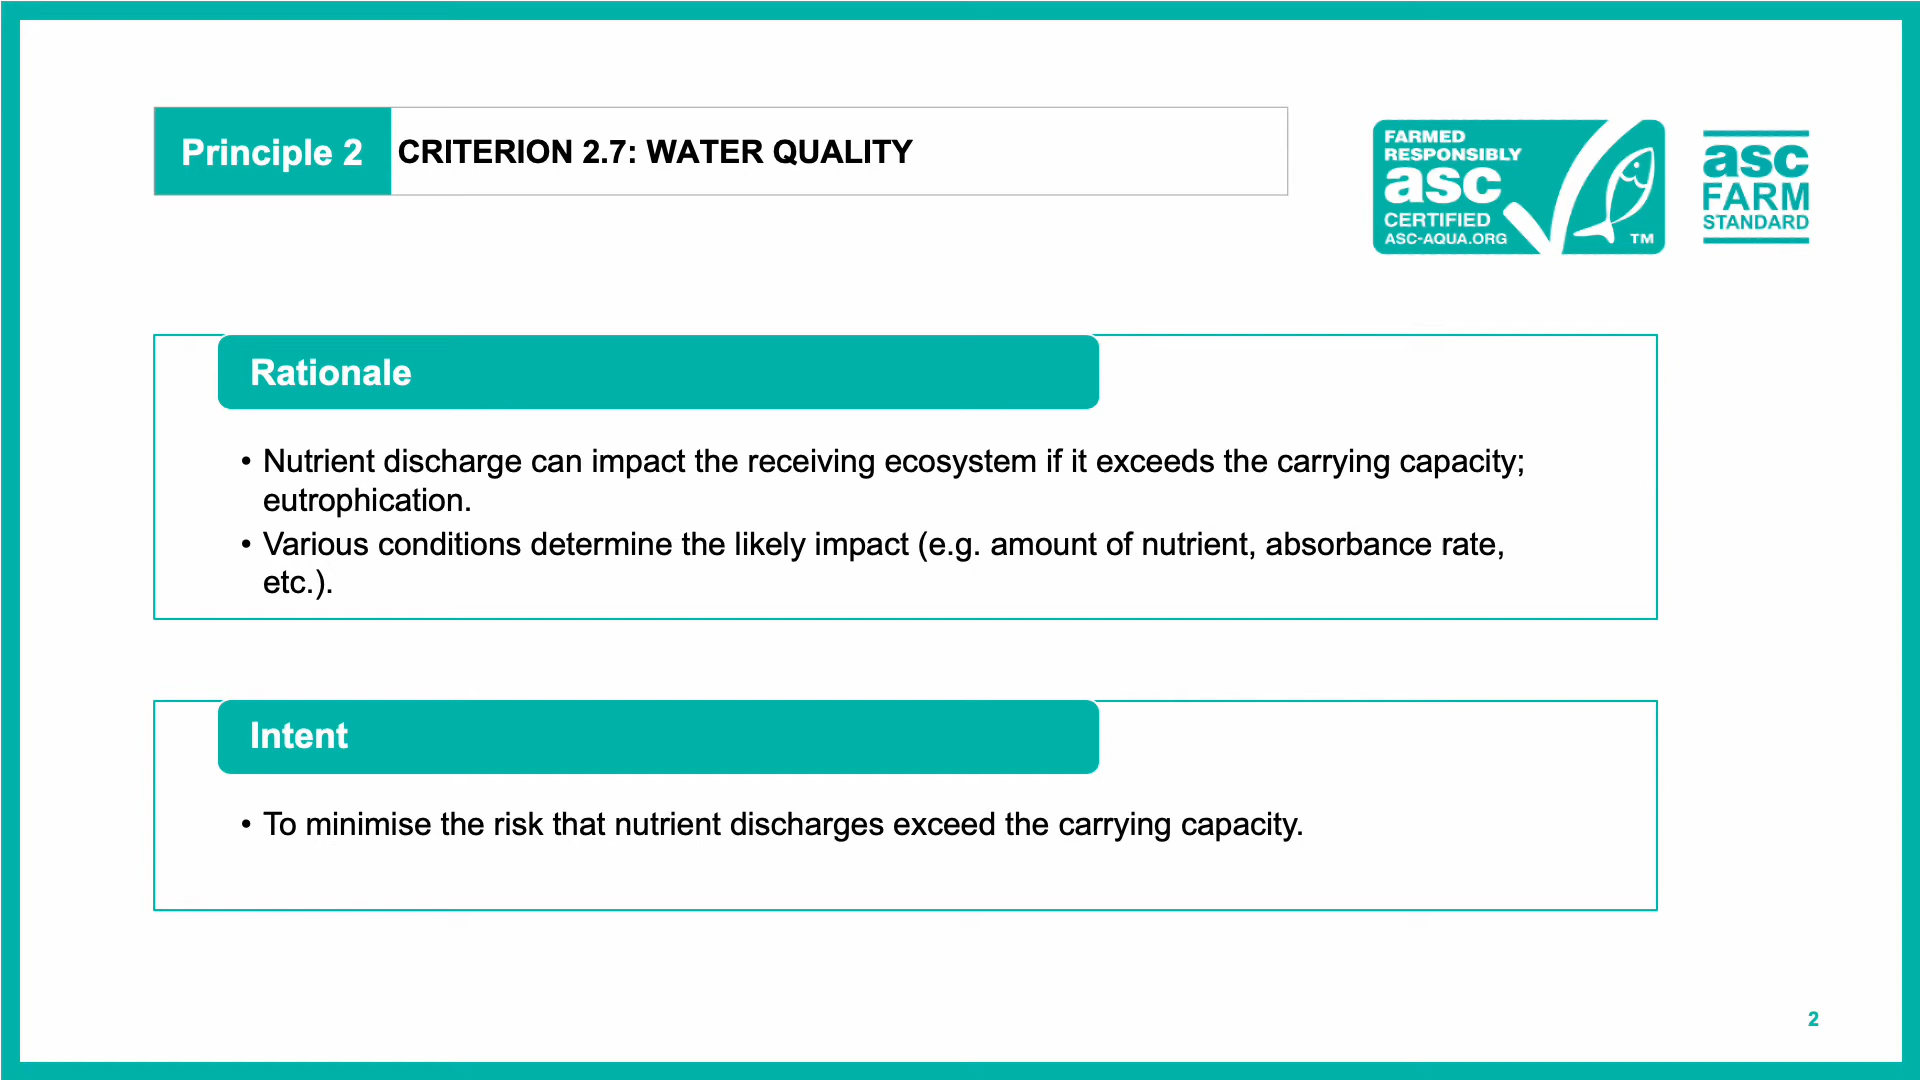 Principle 2
CRITERION 2.7: WATER QUALITY
FARMED
RESPONSIBLY
asc
CERTIFIED
ASC-AQUA.ORG
TM
asc
FARM
STANDARD
Rationale
• Nutrient discharge can impact the receiving ecosystem if it exceeds the carrying capacity;
eutrophication.
• Various conditions determine the likely impact (e.g. amount of nutrient, absorbance rate,
etc.).
Intent
• To minimise the risk that nutrient discharges exceed the carrying capacity.
2